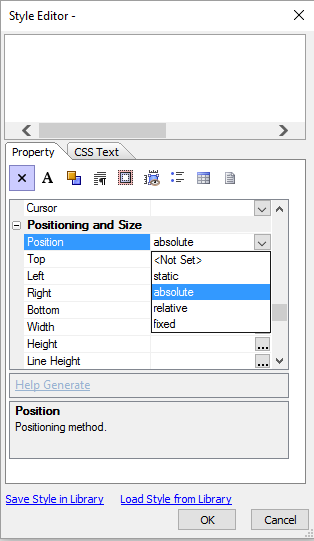 Style Editor -
Property CSS Text
A
Cursor
Positioning and Size
Position absolute
Top <Not Set>
Left static
Right absolute
Bottom relative
Width fixed
Height ...
Line Height ...
Help Generate
Position
Positioning method.
Save Style in Library Load Style from Library
OK Cancel